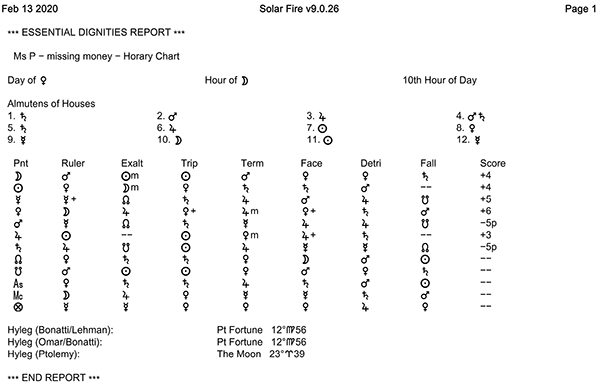 Feb 13 2020 Solar Fire v9.0.26 Page 1
*** ESSENTIAL DIGNITIES REPORT ***
Ms P − missing money − Horary Chart
Day of ♀ Hour of ☽ 10th Hour of Day
Almutens of Houses
1. ♄ 2. ♂ 3. ♃ 4. ♂♄
5. ♄ 6. ♃ 7. ☉ 8. ♀
9. ☿ 10. ☽ 11. ☉ 12. ☿
Pnt Ruler Exalt Trip Term Face Detri Fall Score
☽ ♂ ☉m ☉ ♂ ♀ ♀ ♄ +4
☉ ♀ ☽m ♀ ♄ ♄ ♂ −− +4
☿ ☿+ ☊ ♄ ♃ ♂ ♃ ☋ +5
♀ ☽ ♃ ♀+ ♃m ♀+ ♄ ♂ +6
♂ ☿ ☊ ♄ ☿ ♃ ♃ ☋ −5p
♃ ☉ −− ☉ ♀m ♃+ ♄ −− +3
♄ ♃ ☋ ☉ ♃ ☿ ☿ ☊ −5p
☊ ♀ ♄ ♄ ♀ ☽ ♂ ☉ −−
☋ ♂ ☉ ☉ ♀ ♂ ♀ ♄ −−
As ♀ ♄ ♄ ♃ ♄ ♂ ☉ −−
Mc ☽ ♃ ♀ ☿ ☿ ♄ ♂ −−
⊗ ☿ ☿ ♀ ♀ ♀ ♃ ♀ −−
Hyleg (Bonatti/Lehman): Pt Fortune 12°♍56
Hyleg (Omar/Bonatti): Pt Fortune 12°♍56
Hyleg (Ptolemy): The Moon 23°♈39
*** END REPORT ***